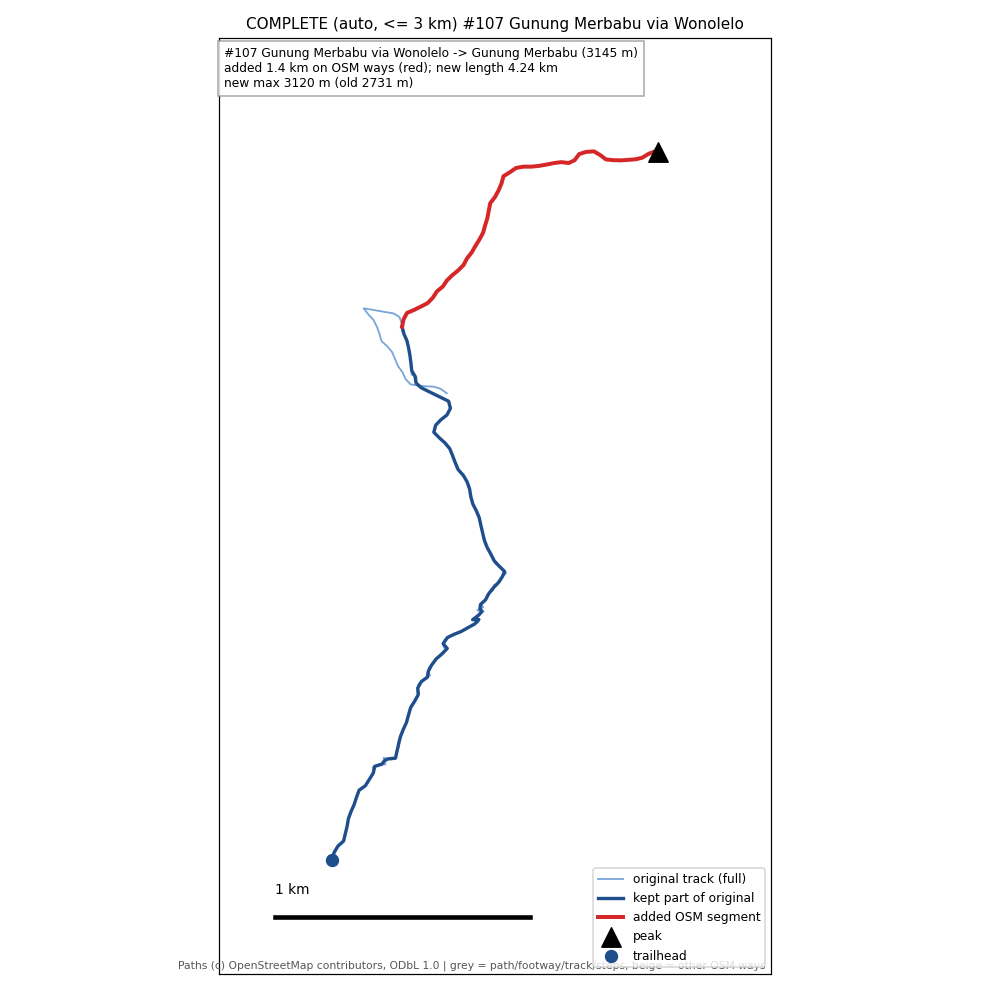 COMPLETE (auto, <= 3 km) #107 Gunung Merbabu via Wonolelo
#107 Gunung Merbabu via Wonolelo -> Gunung Merbabu (3145 m)
added 1.4 km on OSM ways (red); new length 4.24 km
new max 3120 m (old 2731 m)
1 km
original track (full)
kept part of original
added OSM segment
peak
trailhead
Paths (c) OpenStreetMap contributors, ODbL 1.0 | grey = path/footway/track/steps, beige = other OSM ways